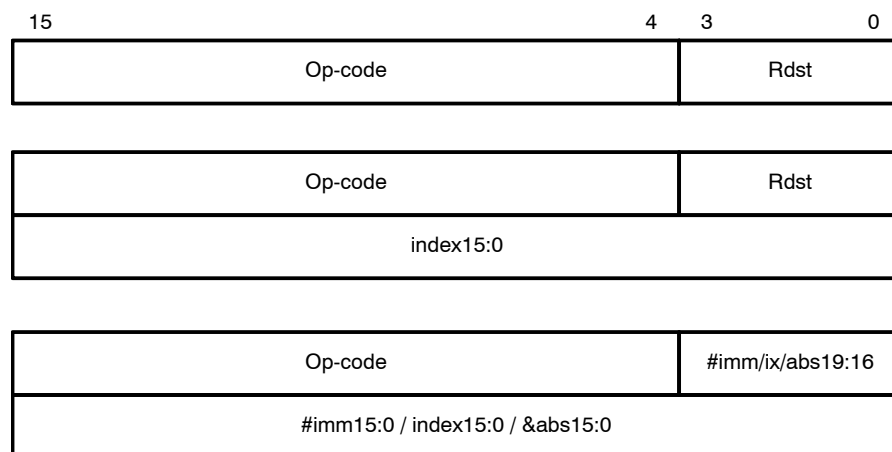 15 4 3 0
Op-code Rdst
Op-code Rdst
index15:0
Op-code #imm/ix/abs19:16
#imm15:0 / index15:0 / &abs15:0